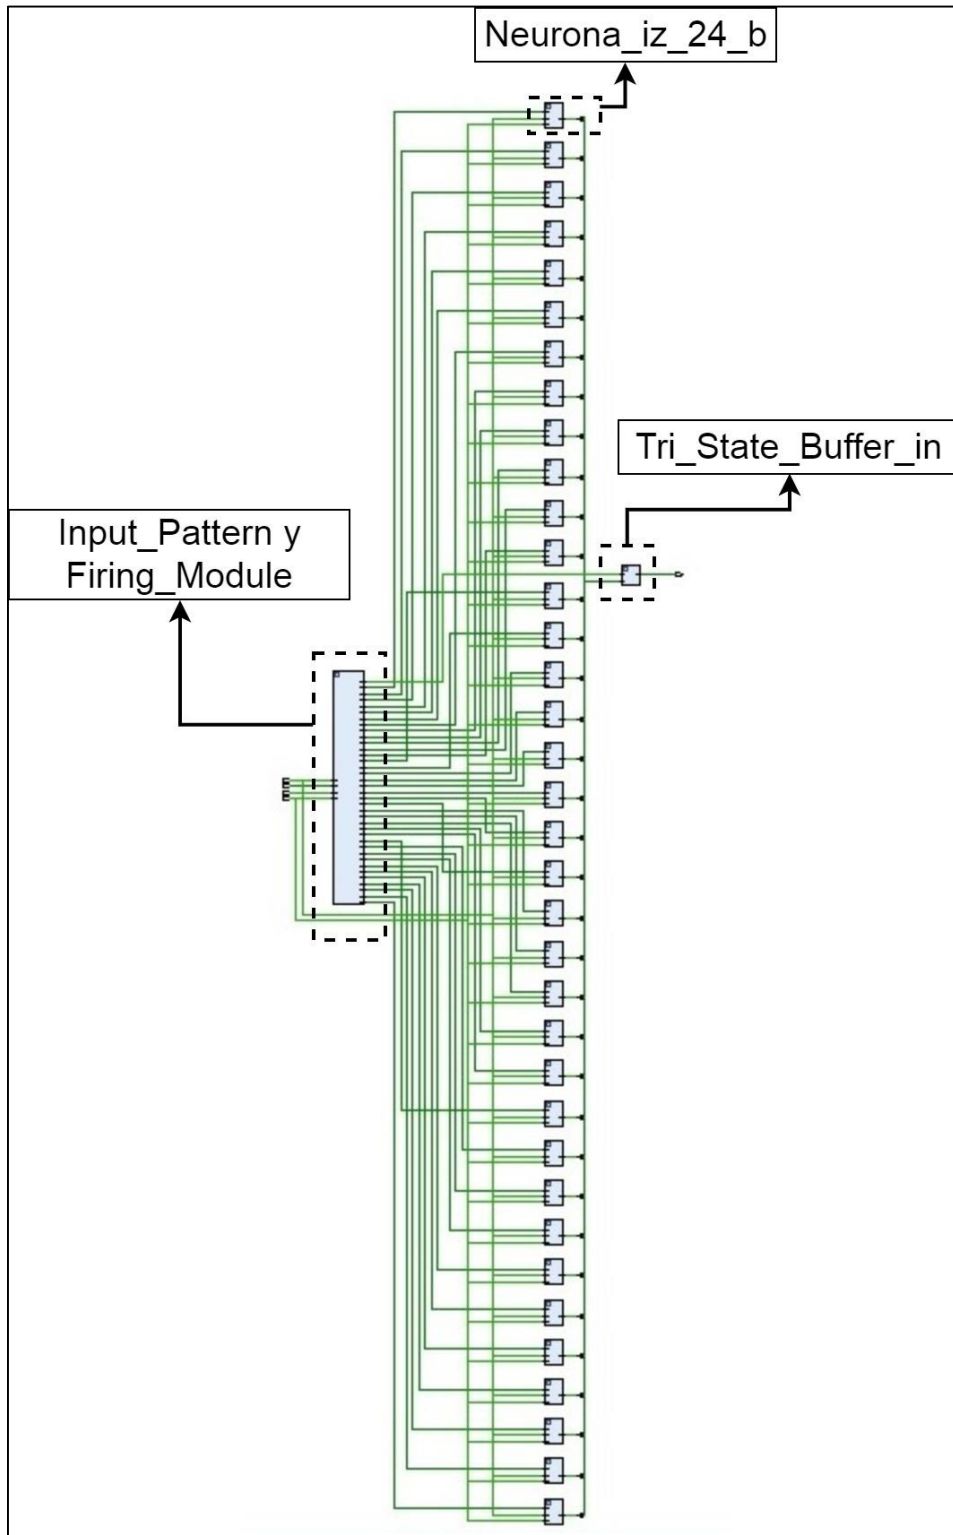 Neurona_iz_24_b
Tri_State_Buffer_in
Input_Pattern y
Firing_Module